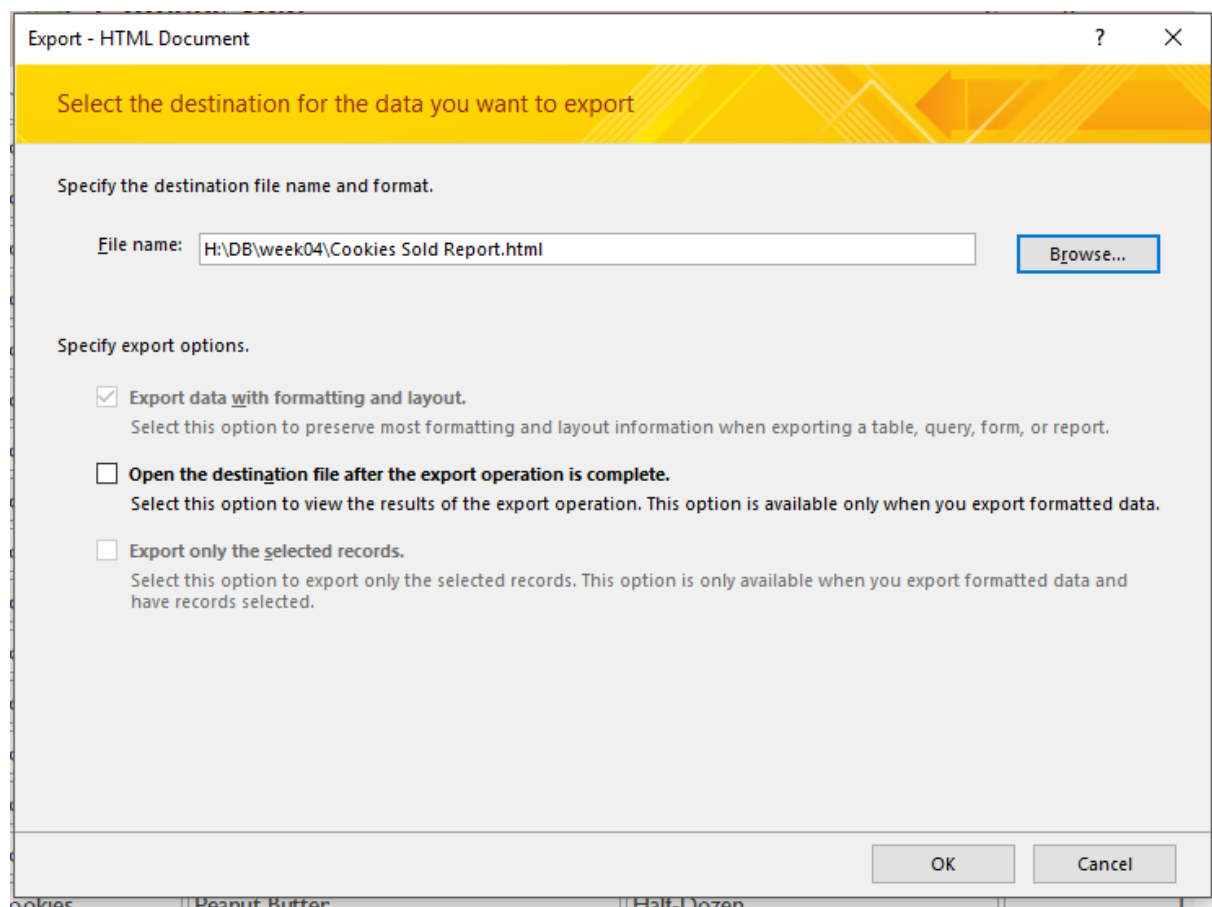 Export - HTML Document
?
Select the destination for the data you want to export
Specify the destination file name and format.
File name:
H:\DB\week04\Cookies Sold Report.html
Browse...
Specify export options.
Export data with formatting and layout.
Select this option to preserve most formatting and layout information when exporting a table, query, form, or report.
Open the destination file after the export operation is complete.
Select this option to view the results of the export operation. This option is available only when you export formatted data.
Export only the selected records.
Select this option to export only the selected records. This option is only available when you export formatted data and
have records selected.
OK
Cancel
ookies Peanut Butter Half-Dozen